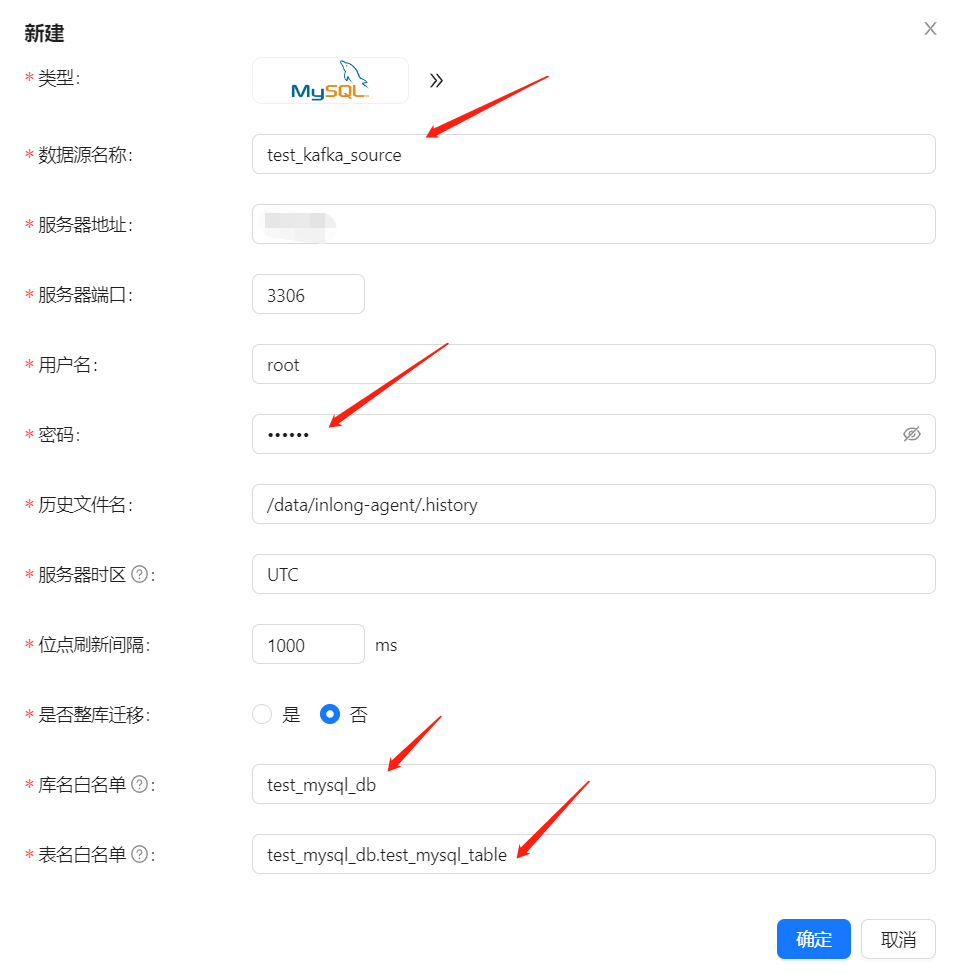 新建
* 类型: MySQL
* 数据源名称: test_kafka_source
* 服务器地址:
* 服务器端口: 3306
* 用户名: root
* 密码: ••••••
* 历史文件名: /data/inlong-agent/.history
* 服务器时区 ?: UTC
* 位点刷新间隔: 1000 ms
* 是否整库迁移: 是 否
* 库名白名单 ?: test_mysql_db
* 表名白名单 ?: test_mysql_db.test_mysql_table
确定 取消